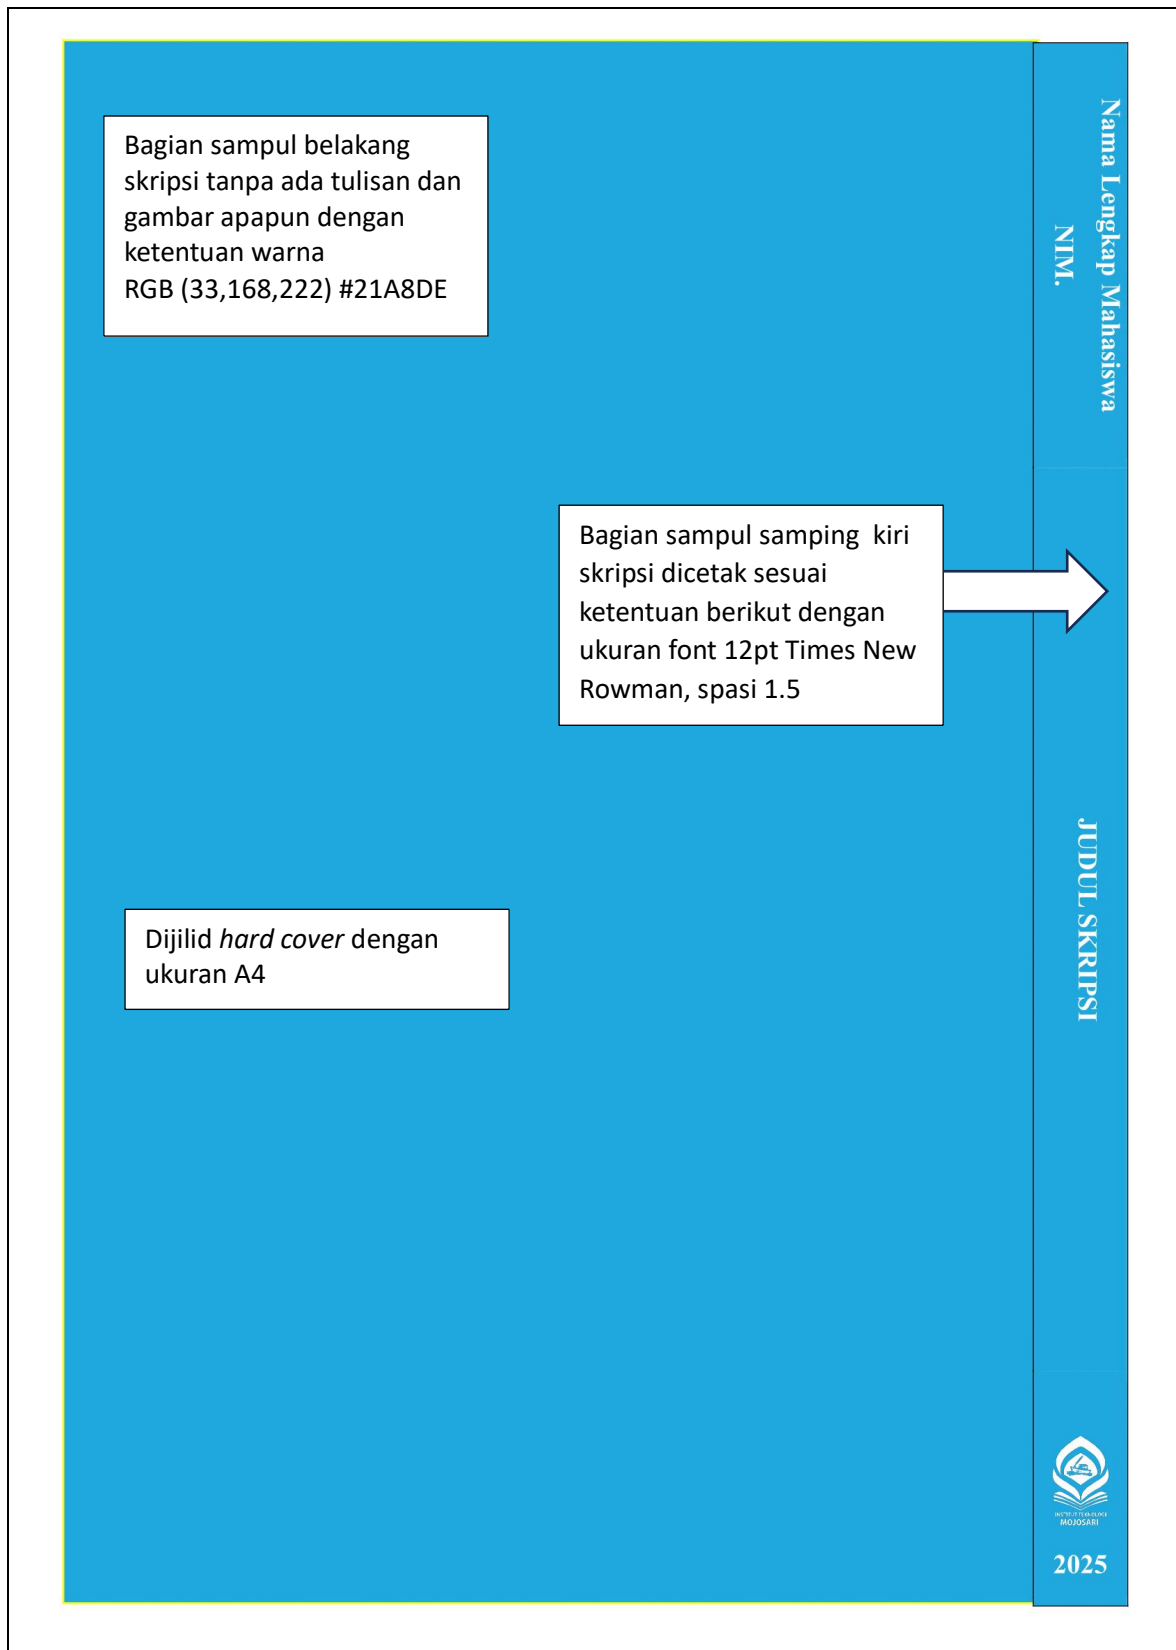 Bagian sampul belakang
skripsi tanpa ada tulisan dan
gambar apapun dengan
ketentuan warna
RGB (33,168,222) #21A8DE
Bagian sampul samping  kiri
skripsi dicetak sesuai
ketentuan berikut dengan
ukuran font 12pt Times New
Rowman, spasi 1.5
Dijilid hard cover dengan
ukuran A4
Nama Lengkap Mahasiswa
NIM.
JUDUL SKRIPSI
INSTITUT TEKNOLOGI
MOJOSARI
2025